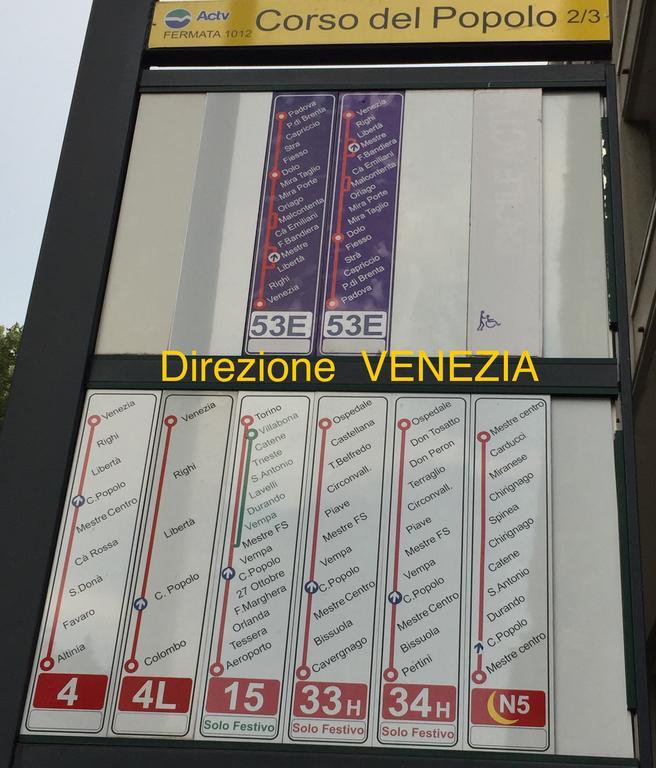 Actv
FERMATA 1012
Corso del Popolo 2/3
Padova
P.di Brenta
Capriccio
Stra
Fiesso
Dolo
Mira Taglio
Mira Porte
Oriago
Malcontenta
Cà Emiliani
F.Bandiera
Mestre
Libertà
Righi
Venezia
53E
Venezia
Righi
Libertà
Mestre
F.Bandiera
Cà Emiliani
Malcontenta
Oriago
Mira Porte
Mira Taglio
Dolo
Fiesso
Strà
Capriccio
P.di Brenta
Padova
53E
Direzione VENEZIA
Venezia
Righi
Libertà
C.Popolo
Mestre Centro
Cà Rossa
S.Donà
Favaro
Altinia
4
Venezia
Righi
Libertà
C. Popolo
Colombo
4L
Torino
Villabona
Catene
Trieste
S.Antonio
Lavelli
Durando
Vempa
Mestre FS
Vempa
C.Popolo
27 Ottobre
F.Marghera
Orlanda
Tessera
Aeroporto
15
Solo Festivo
Ospedale
Castellana
T.Belfredo
Circonvall.
Piave
Mestre FS
Vempa
C.Popolo
Mestre Centro
Bissuola
Cavergnago
33H
Solo Festivo
Ospedale
Don Tosatto
Don Peron
Terraglio
Circonvall.
Piave
Mestre FS
Vempa
C.Popolo
Mestre Centro
Bissuola
Pertini
34H
Solo Festivo
Mestre centro
Carducci
Miranese
Chirignago
Spinea
Chirignago
Catene
S.Antonio
Durando
C.Popolo
Mestre centro
N5